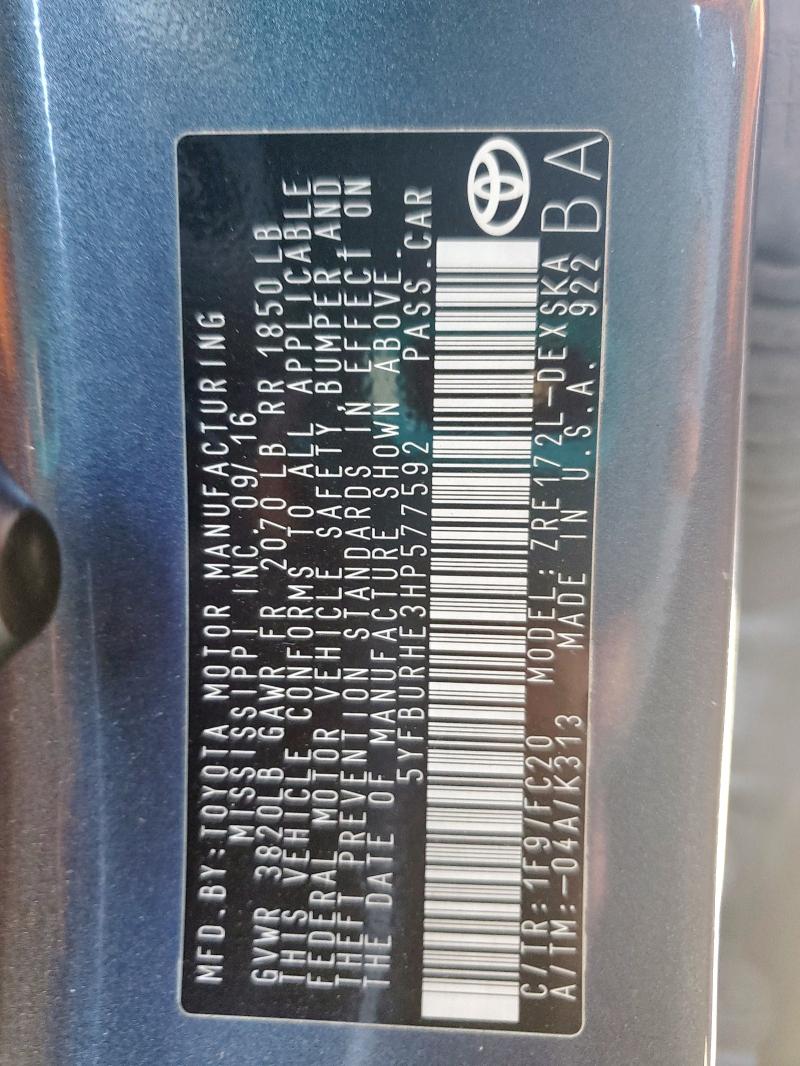 MFD.BY:TOYOTA MOTOR MANUFACTURING
MISSISSIPPI INC. 09/16
GVWR 3820LB GAWR FR 2070 LB RR 1850LB
THIS VEHICLE CONFORMS TO ALL APPLICABLE
FEDERAL MOTOR VEHICLE SAFETY, BUMPER, AND
THEFT PREVENTION STANDARDS IN EFFECT ON
THE DATE OF MANUFACTURE SHOWN ABOVE.
5YFBURHE3HP577592 PASS.CAR
C/TR:1F9/FC20 MODEL: ZRE172L-DEXSKA
A/TM:-04A/K313 MADE IN U.S.A. 922 BA